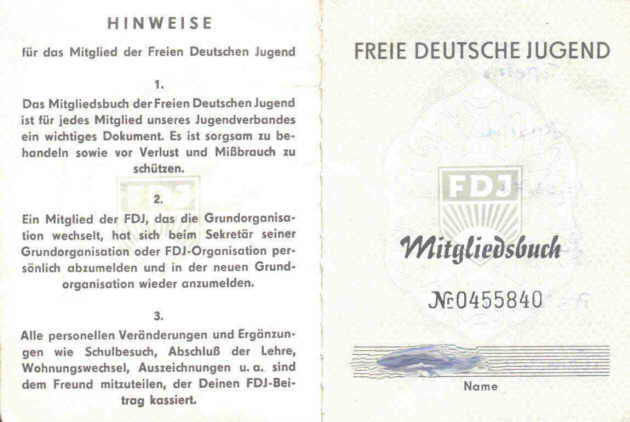 HINWEISE
für das Mitglied der Freien Deutschen Jugend
1.
Das Mitgliedsbuch der Freien Deutschen Jugend
ist für jedes Mitglied unseres Jugendverbandes
ein wichtiges Dokument. Es ist sorgsam zu be-
handeln sowie vor Verlust und Mißbrauch zu
schützen.
2.
Ein Mitglied der FDJ, das die Grundorganisa-
tion wechselt, hat sich beim Sekretär seiner
Grundorganisation oder FDJ-Organisation per-
sönlich abzumelden und in der neuen Grund-
organisation wieder anzumelden.
3.
Alle personellen Veränderungen und Ergänzun-
gen wie Schulbesuch, Abschluß der Lehre,
Wohnungswechsel, Auszeichnungen u. a. sind
dem Freund mitzuteilen, der Deinen FDJ-Bei-
trag kassiert.
FREIE DEUTSCHE JUGEND
FDJ
Mitgliedsbuch
№ 0455840
Name